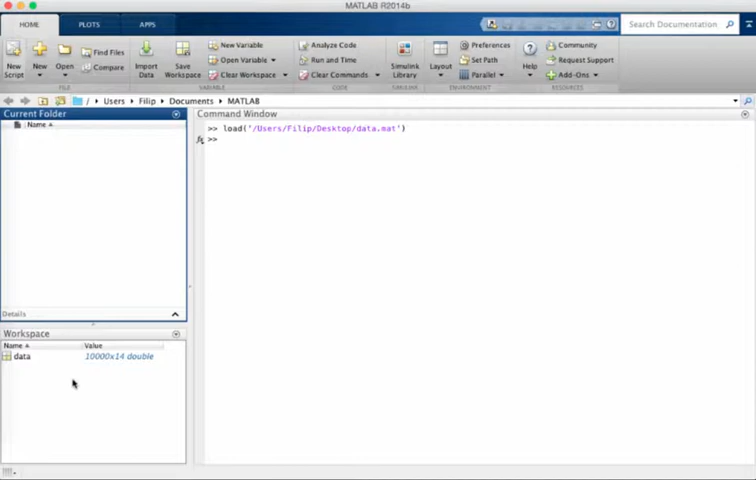 MATLAB R2014b
HOME
PLOTS
APPS
Search Documentation
New Script
New
Open
Find Files
Compare
Import Data
Save Workspace
New Variable
Open Variable
Clear Workspace
Analyze Code
Run and Time
Clear Commands
Simulink Library
Layout
Preferences
Set Path
Parallel
Help
Community
Request Support
Add-Ons
FILE
VARIABLE
CODE
SIMULINK
ENVIRONMENT
RESOURCES
/ Users Filip Documents MATLAB
Current Folder
Name
Details
Workspace
Name Value
data 10000x14 double
Command Window
>> load('/Users/Filip/Desktop/data.mat')
fx >>